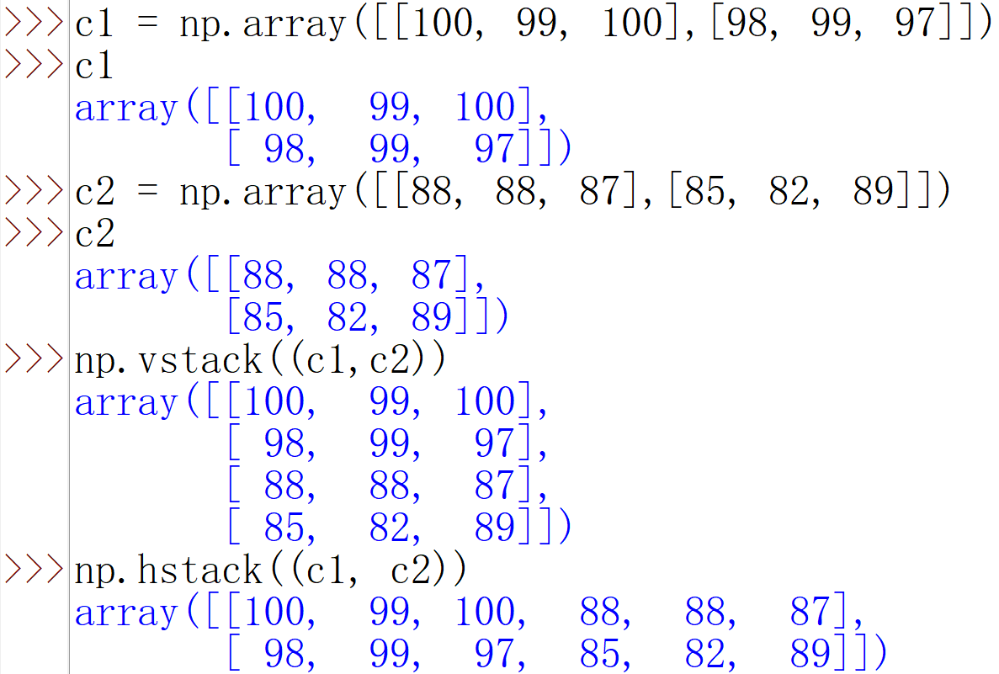 >>> c1 = np.array([[100, 99, 100],[98, 99, 97]])
>>> c1
array([[100,  99, 100],
       [ 98,  99,  97]])
>>> c2 = np.array([[88, 88, 87],[85, 82, 89]])
>>> c2
array([[88, 88, 87],
       [85, 82, 89]])
>>> np.vstack((c1,c2))
array([[100,  99, 100],
       [ 98,  99,  97],
       [ 88,  88,  87],
       [ 85,  82,  89]])
>>> np.hstack((c1, c2))
array([[100,  99, 100,  88,  88,  87],
       [ 98,  99,  97,  85,  82,  89]])